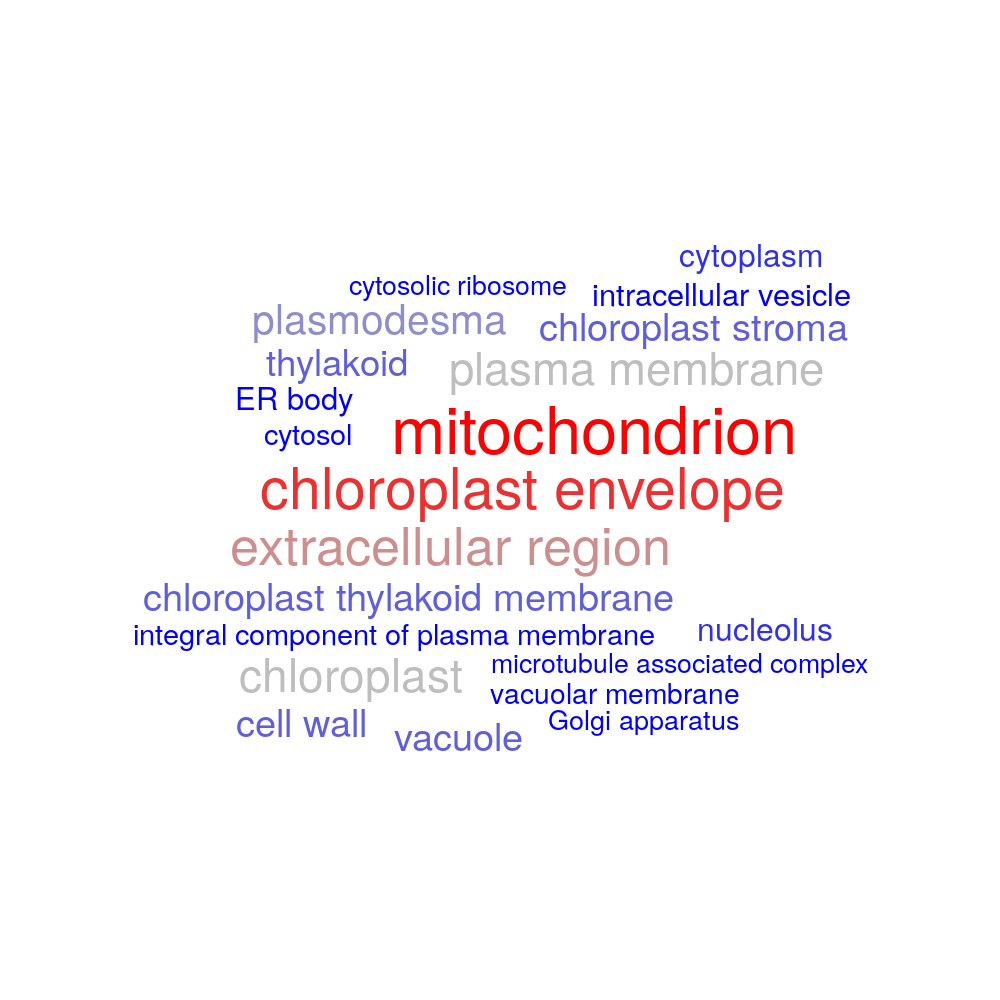 cytoplasm
cytosolic ribosome
intracellular vesicle
plasmodesma
chloroplast stroma
thylakoid
plasma membrane
ER body
cytosol
mitochondrion
chloroplast envelope
extracellular region
chloroplast thylakoid membrane
integral component of plasma membrane
nucleolus
microtubule associated complex
chloroplast
vacuolar membrane
Golgi apparatus
cell wall
vacuole